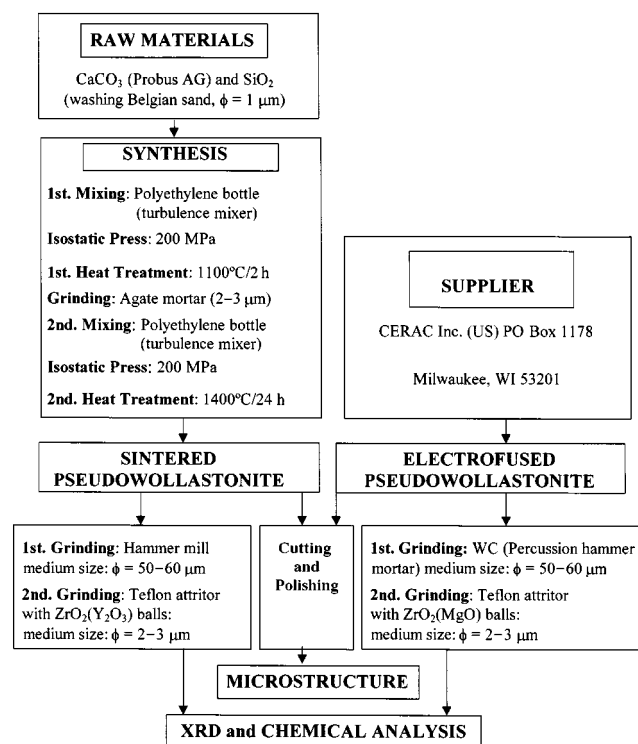 RAW MATERIALS
CaCO₃ (Probus AG) and SiO₂
(washing Belgian sand, ϕ = 1 μm)
SYNTHESIS
1st. Mixing: Polyethylene bottle
(turbulence mixer)
Isostatic Press: 200 MPa
1st. Heat Treatment: 1100ºC/2 h
Grinding: Agate mortar (2–3 μm)
2nd. Mixing: Polyethylene bottle
(turbulence mixer)
Isostatic Press: 200 MPa
2nd. Heat Treatment: 1400ºC/24 h
SUPPLIER
CERAC Inc. (US) PO Box 1178
Milwaukee, WI 53201
SINTERED
PSEUDOWOLLASTONITE
ELECTROFUSED
PSEUDOWOLLASTONITE
1st. Grinding: Hammer mill
medium size: ϕ = 50–60 μm
2nd. Grinding: Teflon attritor
with ZrO₂(Y₂O₃) balls:
medium size: ϕ = 2–3 μm
Cutting
and
Polishing
1st. Grinding: WC (Percussion hammer
mortar) medium size: ϕ = 50–60 μm
2nd. Grinding: Teflon attritor
with ZrO₂(MgO) balls:
medium size: ϕ = 2–3 μm
MICROSTRUCTURE
XRD and CHEMICAL ANALYSIS